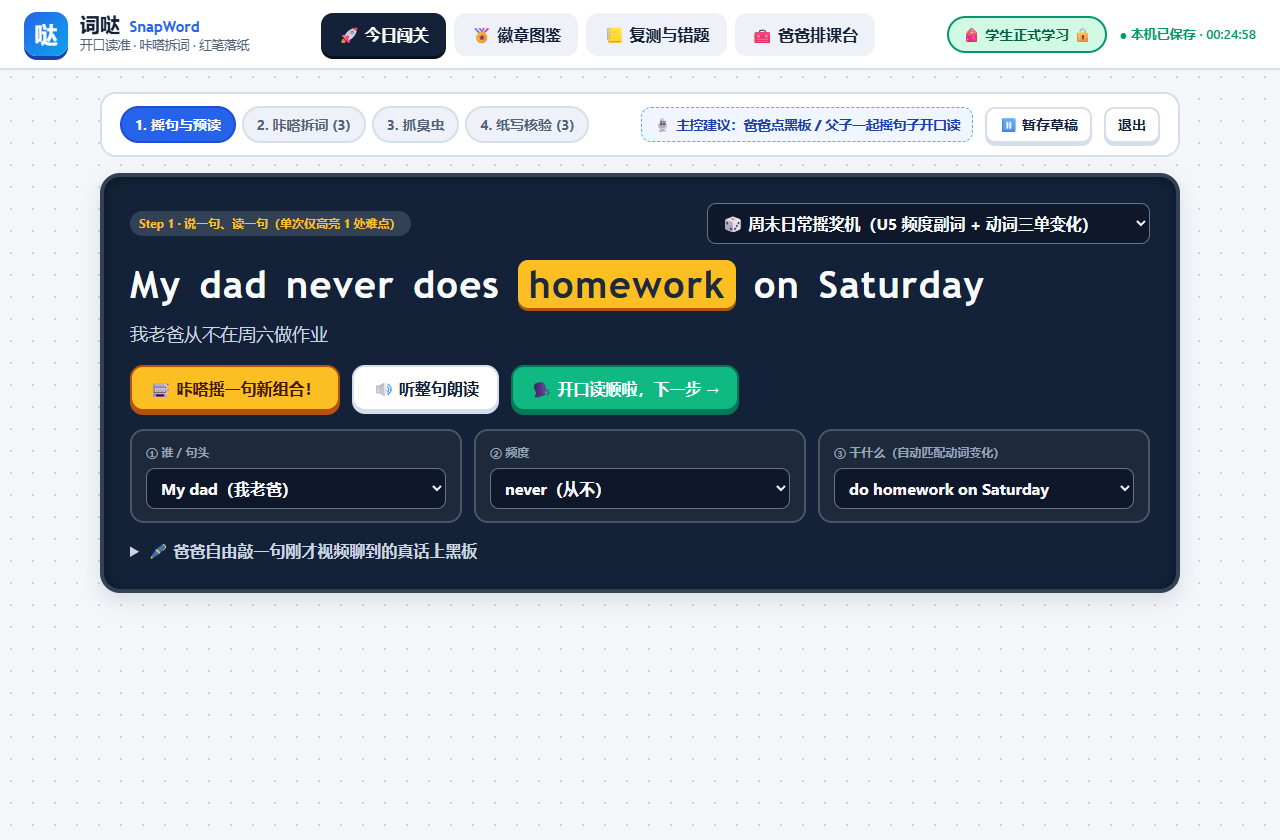 哒
词哒 SnapWord
开口读准 · 咔嗒拆词 · 红笔落纸
🚀 今日闯关
🏅 徽章图鉴
📒 复测与错题
🧰 爸爸排课台
🎒 学生正式学习 🔒
● 本机已保存 · 00:24:58
1. 摇句与预读
2. 咔嗒拆词 (3)
3. 抓臭虫
4. 纸写核验 (3)
🎙️ 主控建议：爸爸点黑板 / 父子一起摇句子开口读
⏸️ 暂存草稿
退出
Step 1 · 说一句、读一句（单次仅高亮 1 处难点）
🎲 周末日常摇奖机（U5 频度副词 + 动词三单变化）
My dad never does homework on Saturday
我老爸从不在周六做作业
🎰 咔嗒摇一句新组合！
🔊 听整句朗读
🗣️ 开口读顺啦，下一步 →
① 谁 / 句头
My dad（我老爸）
② 频度
never（从不）
③ 干什么（自动匹配动词变化）
do homework on Saturday
▶ 🖍️ 爸爸自由敲一句刚才视频聊到的真话上黑板